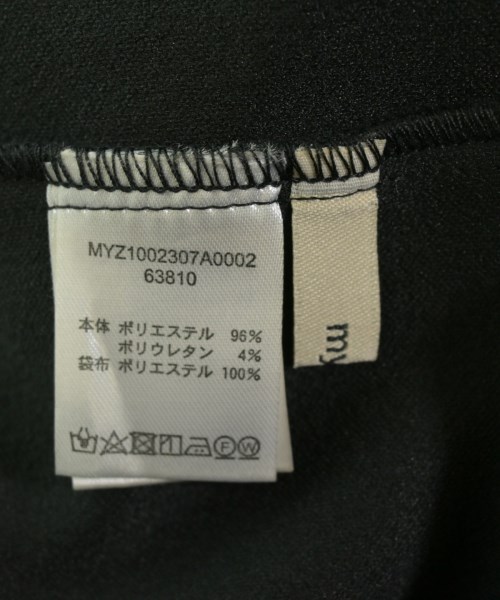 MYZ1002307A0002
63810
本体 ポリエステル 96%
ポリウレタン 4%
袋布 ポリエステル 100%
F W
my